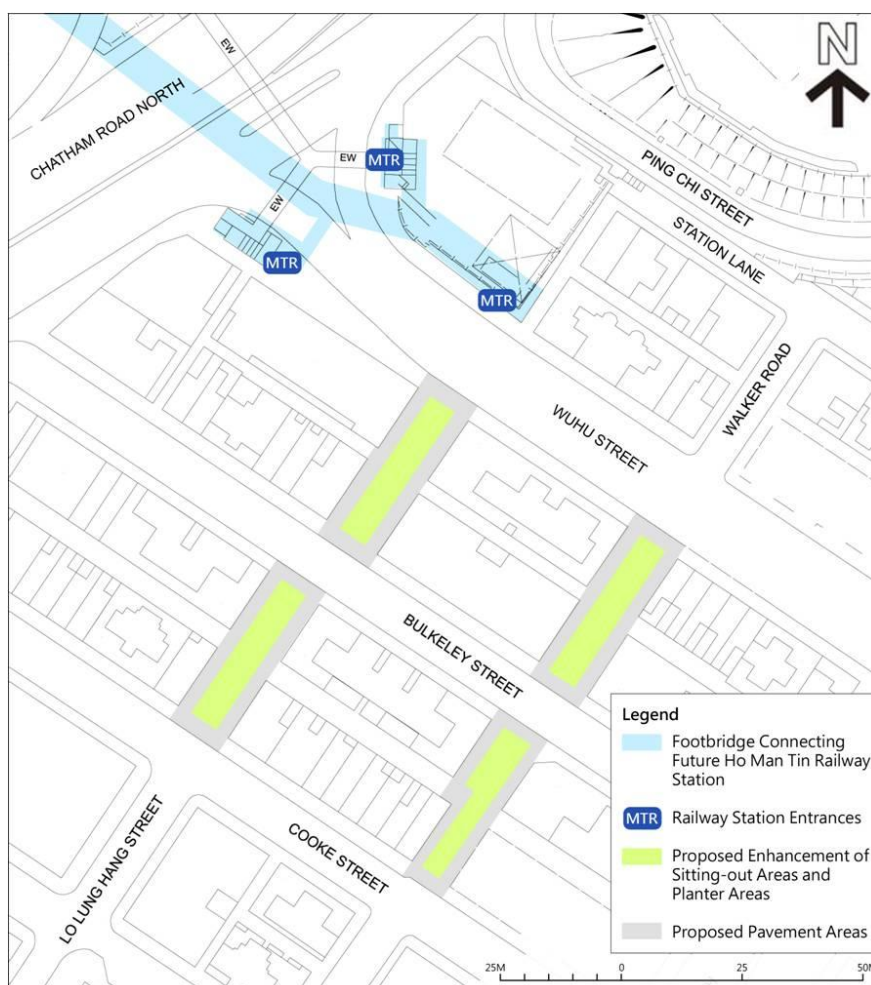 N
CHATHAM ROAD NORTH
EW
EW
EW
MTR
MTR
MTR
PING CHI STREET
STATION LANE
WALKER ROAD
WUHU STREET
BULKELEY STREET
COOKE STREET
LO LUNG HANG STREET
Legend
Footbridge Connecting
Future Ho Man Tin Railway
Station
MTR Railway Station Entrances
Proposed Enhancement of
Sitting-out Areas and
Planter Areas
Proposed Pavement Areas
25M 0 25 50M